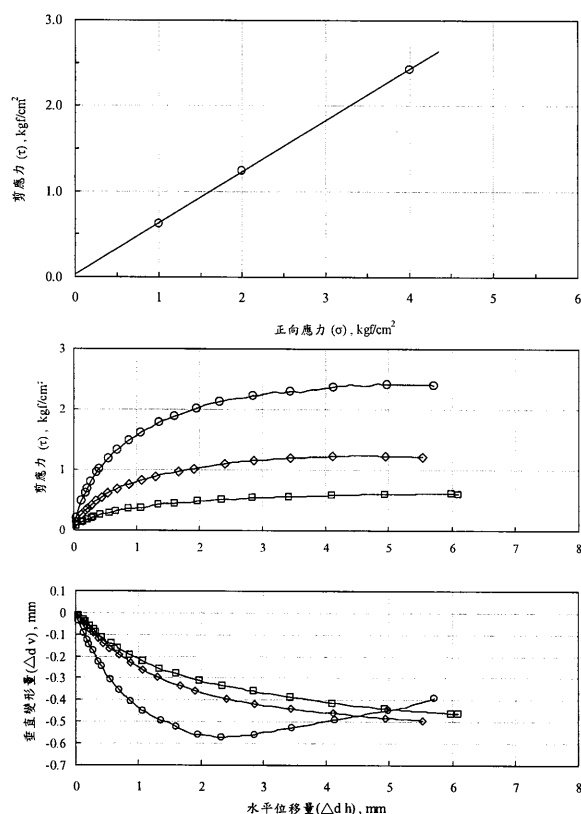 剪應力 (τ) , kgf/cm²
3.0
2.0
1.0
0.0
0 1 2 3 4 5 6
正向應力 (σ) , kgf/cm²
剪應力 (τ) , kgf/cm²
3
2
1
0
0 1 2 3 4 5 6 7 8
垂直變形量(△d v) , mm
0.1
0
-0.1
-0.2
-0.3
-0.4
-0.5
-0.6
-0.7
0 1 2 3 4 5 6 7 8
水平位移量(△d h) , mm